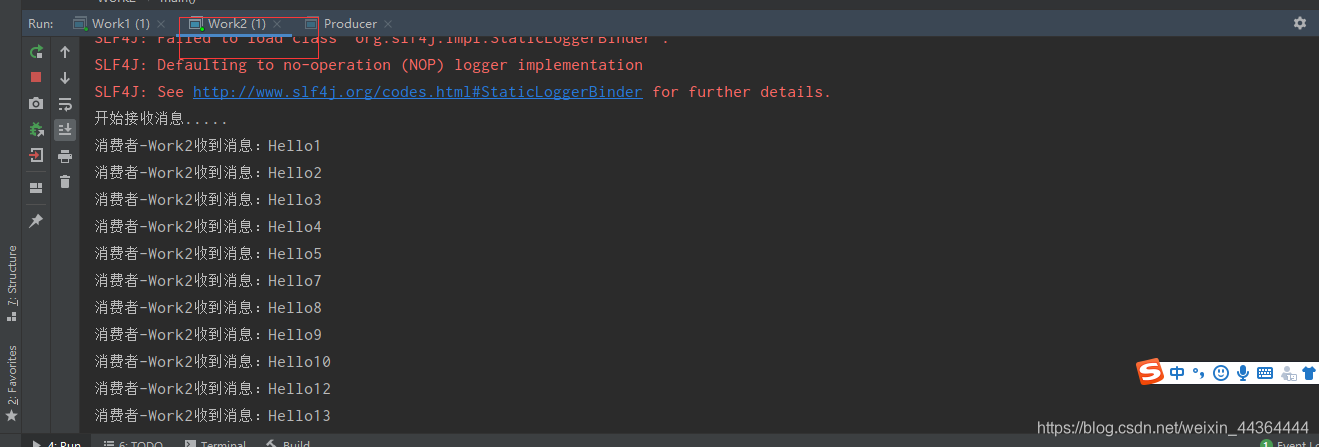 Run: Work1 (1) × Work2 (1) × Producer ×
SLF4J: Failed to load class "org.slf4j.impl.StaticLoggerBinder".
SLF4J: Defaulting to no-operation (NOP) logger implementation
SLF4J: See http://www.slf4j.org/codes.html#StaticLoggerBinder for further details.
开始接收消息.....
消费者-Work2收到消息：Hello1
消费者-Work2收到消息：Hello2
消费者-Work2收到消息：Hello3
消费者-Work2收到消息：Hello4
消费者-Work2收到消息：Hello5
消费者-Work2收到消息：Hello7
消费者-Work2收到消息：Hello8
消费者-Work2收到消息：Hello9
消费者-Work2收到消息：Hello10
消费者-Work2收到消息：Hello12
消费者-Work2收到消息：Hello13
7: Structure
2: Favorites
中
https://blog.csdn.net/weixin_44364444
4: Run 6: TODO Terminal Build
1 Event